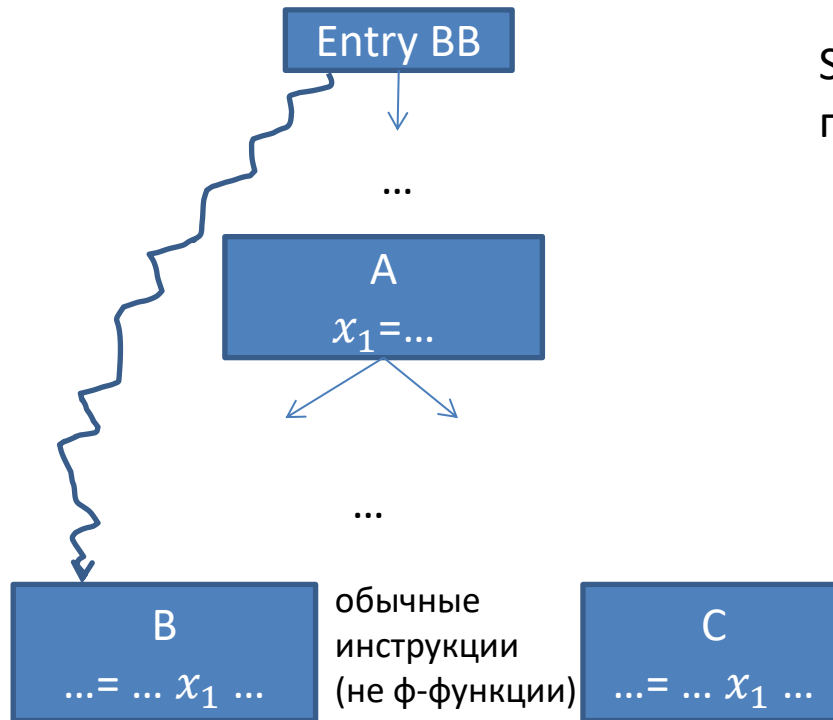 Entry BB
...
A
x₁=...
...
B
...= ... x₁ ...
обычные
инструкции
(не ф-функции)
C
...= ... x₁ ...